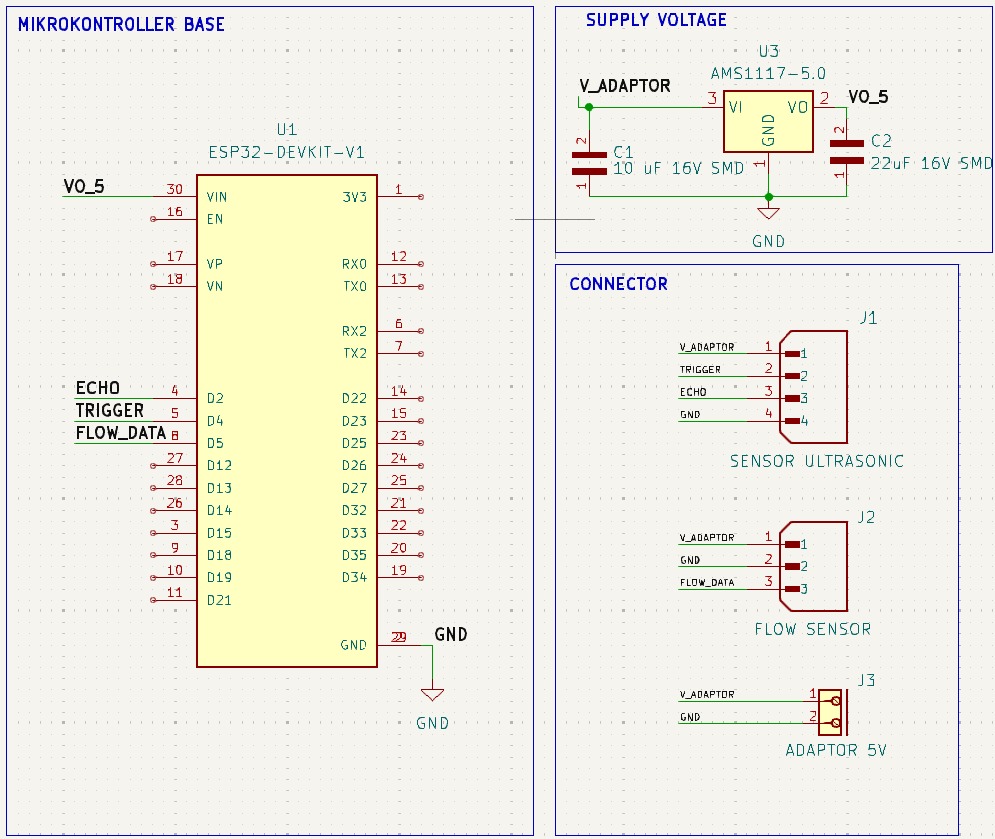 MIKROKONTROLLER BASE
U1
ESP32-DEVKIT-V1
VO_5
30 VIN 3V3 1
16 EN
17 VP RX0 12
18 VN TX0 13
RX2 6
TX2 7
ECHO 4 D2 D22 14
TRIGGER 5 D4 D23 15
FLOW_DATA 8 D5 D25 23
27 D12 D26 24
28 D13 D27 25
26 D14 D32 21
3 D15 D33 22
9 D18 D35 20
10 D19 D34 19
11 D21
GND 29 GND
GND
SUPPLY VOLTAGE
U3
AMS1117-5.0
V_ADAPTOR 3 VI VO 2 VO_5
GND
1
2 C1 1
10 uF 16V SMD
2 C2 1
22uF 16V SMD
GND
CONNECTOR
J1
V_ADAPTOR 1 1
TRIGGER 2 2
ECHO 3 3
GND 4 4
SENSOR ULTRASONIC
J2
V_ADAPTOR 1 1
GND 2 2
FLOW_DATA 3 3
FLOW SENSOR
J3
V_ADAPTOR 1
GND 2
ADAPTOR 5V